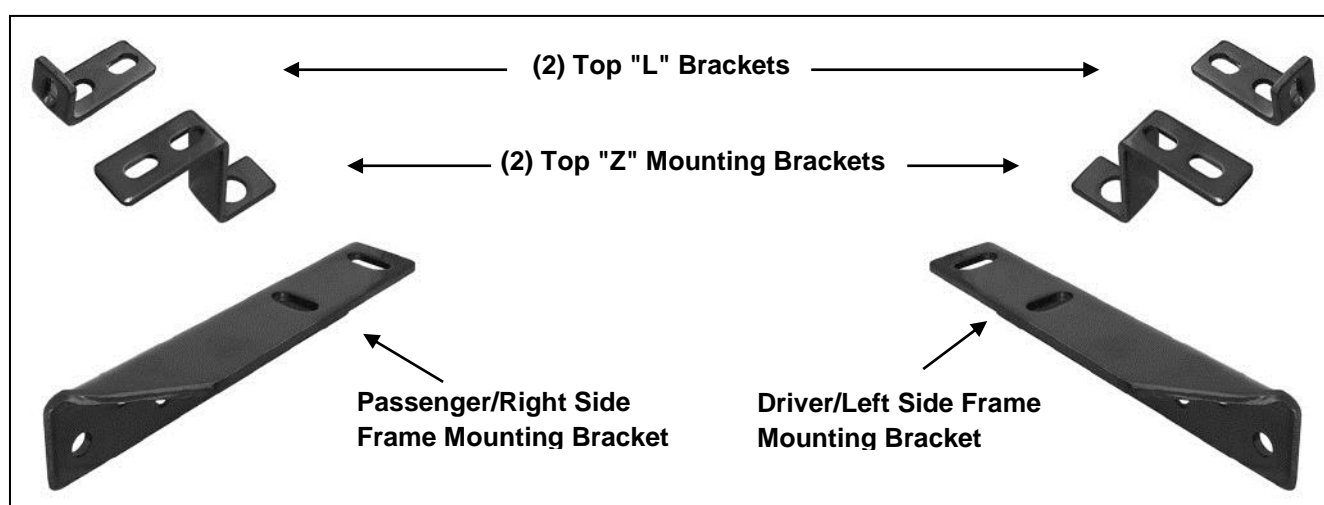 (2) Top "L" Brackets
(2) Top "Z" Mounting Brackets
Passenger/Right Side
Frame Mounting Bracket
Driver/Left Side Frame
Mounting Bracket